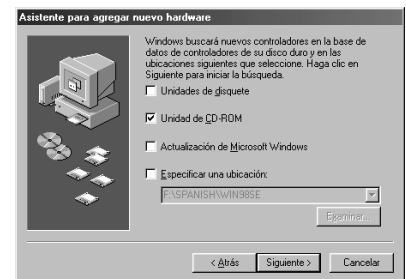 Asistente para agregar nuevo hardware
Windows buscará nuevos controladores en la base de
datos de controladores de su disco duro y en las
ubicaciones siguientes que seleccione. Haga clic en
Siguiente para iniciar la búsqueda.
Unidades de disquete
Unidad de CD-ROM
Actualización de Microsoft Windows
Especificar una ubicación:
F:\SPANISH\WIN98SE
Examinar...
< Atrás
Siguiente >
Cancelar